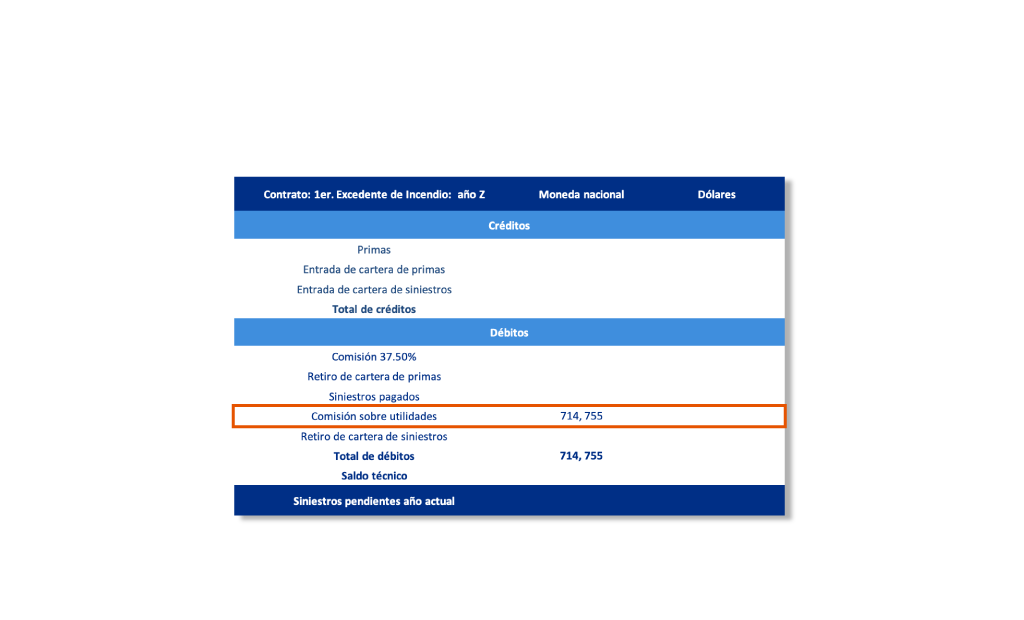 Contrato: 1er. Excedente de Incendio: año Z Moneda nacional Dólares
Créditos
Primas
Entrada de cartera de primas
Entrada de cartera de siniestros
Total de créditos
Débitos
Comisión 37.50%
Retiro de cartera de primas
Siniestros pagados
Comisión sobre utilidades 714, 755
Retiro de cartera de siniestros
Total de débitos 714, 755
Saldo técnico
Siniestros pendientes año actual